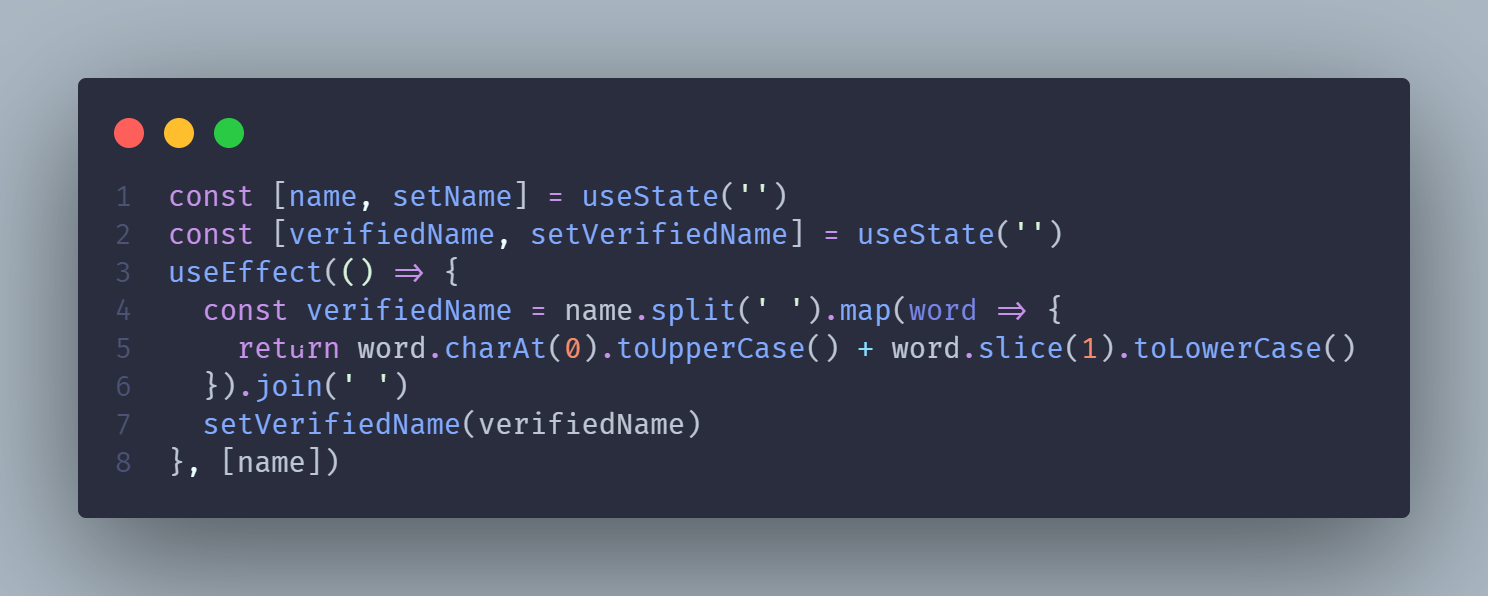 1 const [name, setName] = useState('')
2 const [verifiedName, setVerifiedName] = useState('')
3 useEffect(() => {
4   const verifiedName = name.split(' ').map(word => {
5     return word.charAt(0).toUpperCase() + word.slice(1).toLowerCase()
6   }).join(' ')
7   setVerifiedName(verifiedName)
8 }, [name])